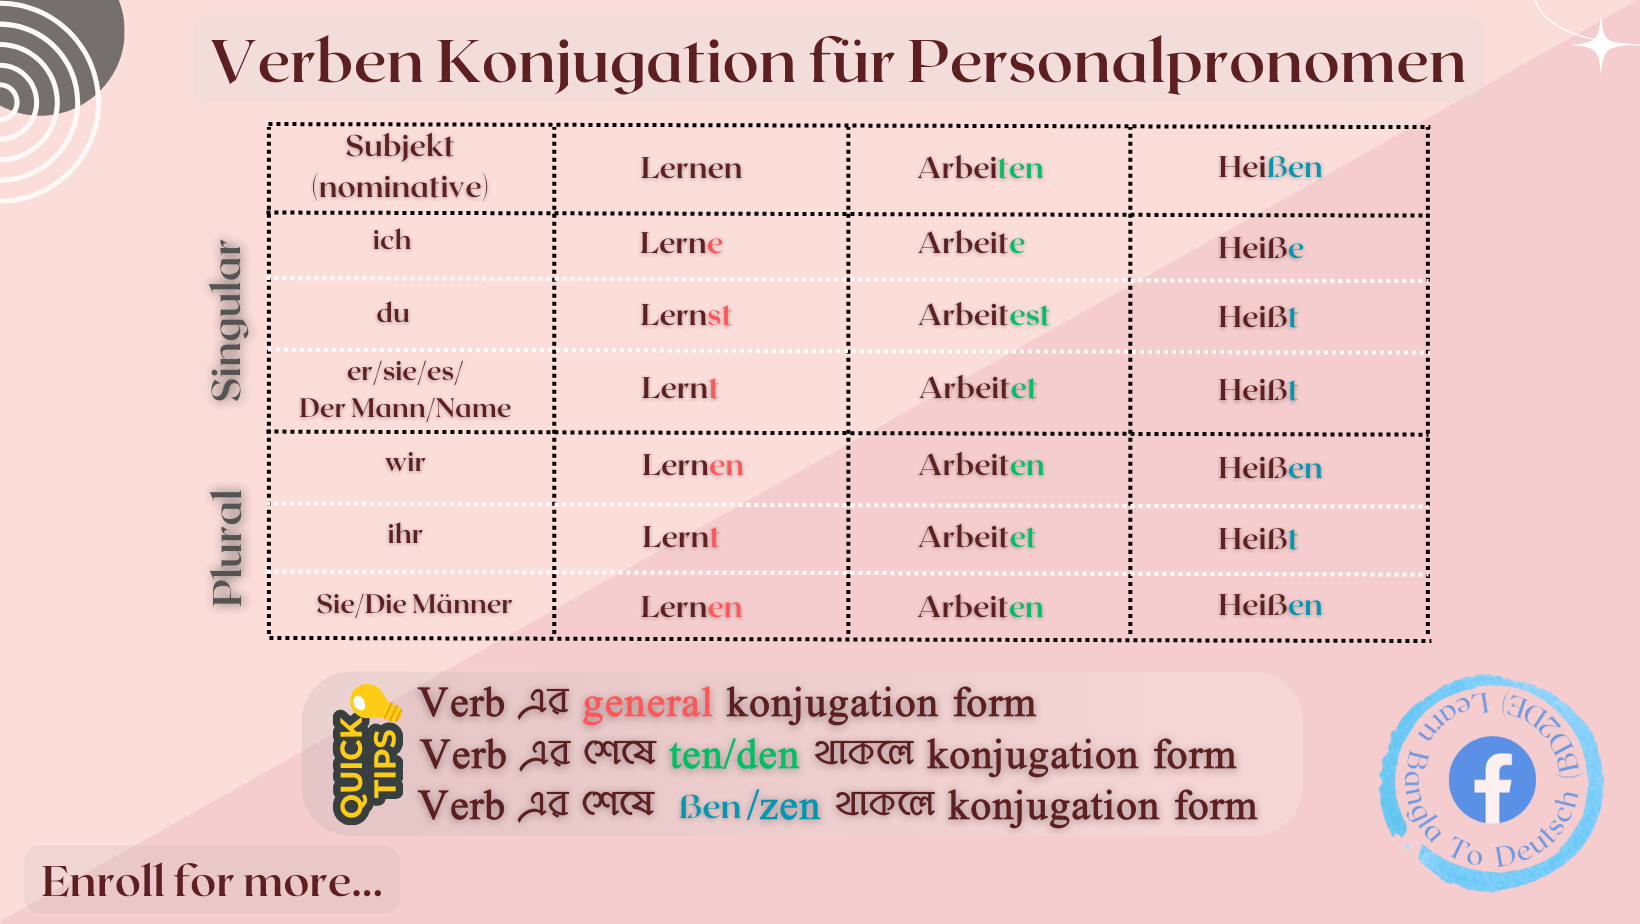 Verben Konjugation für Personalpronomen
Subjekt
(nominative)
Lernen
Arbeiten
Heißen
Singular
ich
Lerne
Arbeite
Heiße
du
Lernst
Arbeitest
Heißt
er/sie/es/
Der Mann/Name
Lernt
Arbeitet
Heißt
Plural
wir
Lernen
Arbeiten
Heißen
ihr
Lernt
Arbeitet
Heißt
Sie/Die Männer
Lernen
Arbeiten
Heißen
QUICK
TIPS
Verb এর general konjugation form
Verb এর শেষে ten/den থাকলে konjugation form
Verb এর শেষে ßen/zen থাকলে konjugation form
Learn Bangla To Deutsch (BD2DE)
Enroll for more...